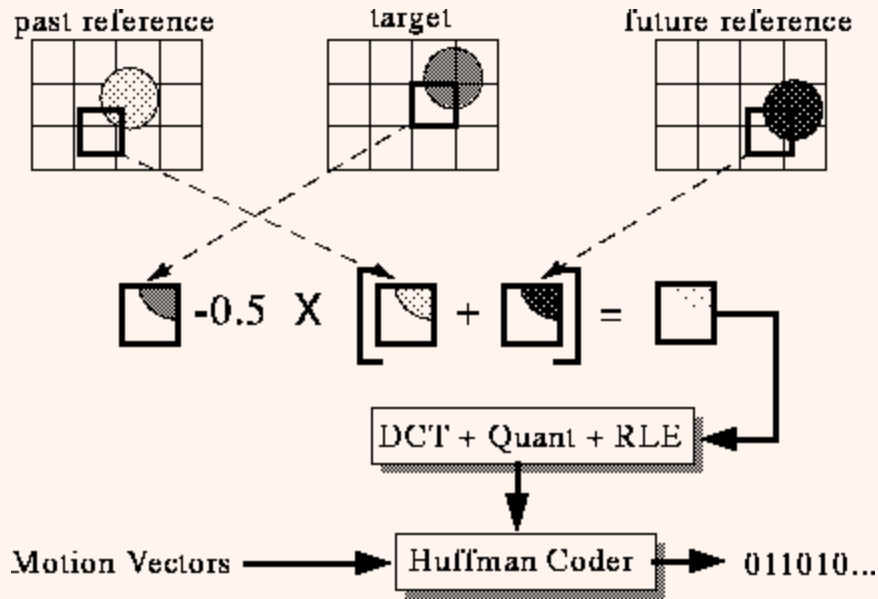 past reference
target
future reference
-0.5 X [ + ] =
DCT + Quant + RLE
Motion Vectors
Huffman Coder
011010...